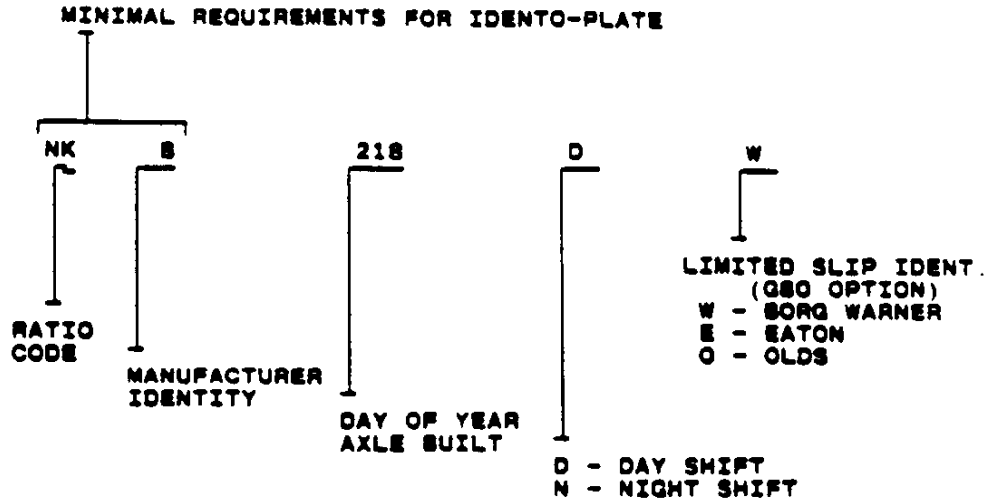 MINIMAL REQUIREMENTS FOR IDENTO-PLATE
NK B 218 D W
LIMITED SLIP IDENT.
(G80 OPTION)
W - BORG WARNER
E - EATON
O - OLDS
RATIO
CODE
MANUFACTURER
IDENTITY
DAY OF YEAR
AXLE BUILT
D - DAY SHIFT
N - NIGHT SHIFT